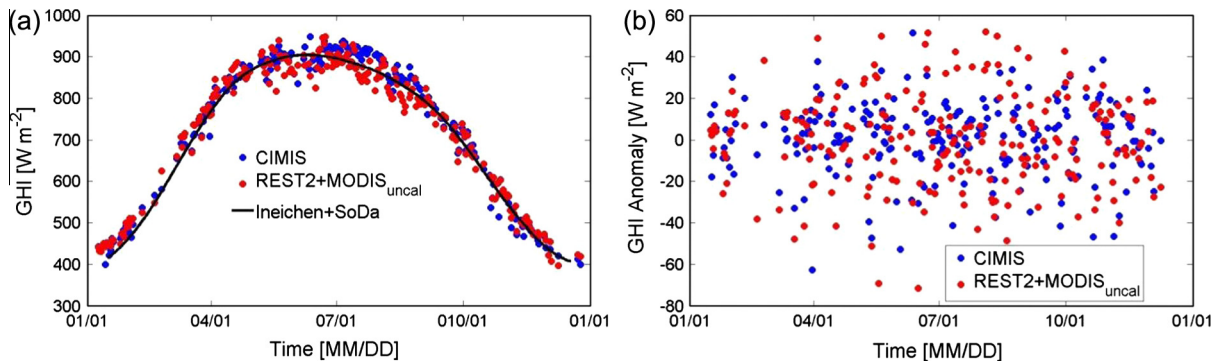 (a)
GHI [W m-2]
1000
900
800
700
600
500
400
300
CIMIS
REST2+MODISuncal
Ineichen+SoDa
01/01
04/01
07/01
010/01
01/01
Time [MM/DD]
(b)
GHI Anomaly [W m-2]
60
40
20
0
-20
-40
-60
-80
CIMIS
REST2+MODISuncal
01/01
04/01
07/01
10/01
01/01
Time [MM/DD]